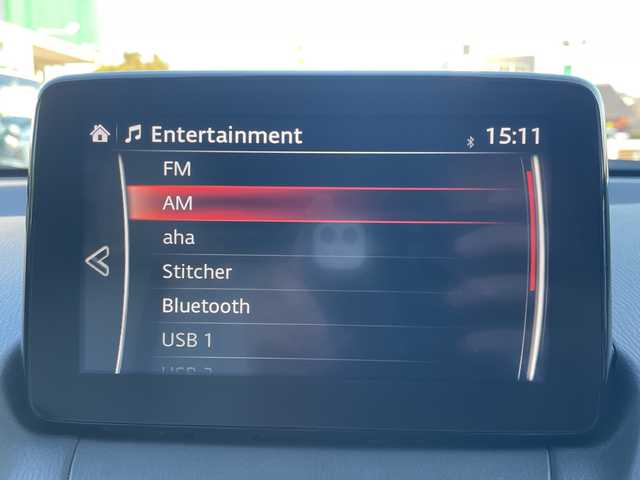 Entertainment 15:11
FM
AM
aha
Stitcher
Bluetooth
USB 1